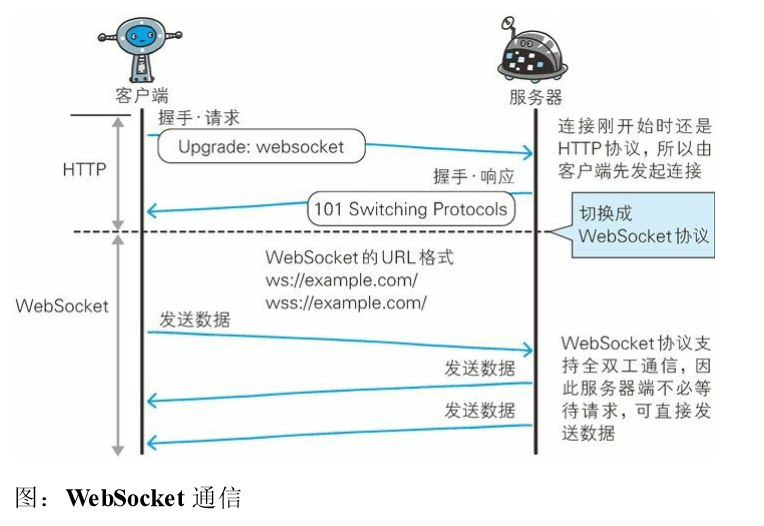 客户端
服务器
握手·请求
Upgrade: websocket
连接刚开始时还是
HTTP协议，所以由
客户端先发起连接
HTTP
握手·响应
101 Switching Protocols
切换成
WebSocket协议
WebSocket的URL格式
ws://example.com/
wss://example.com/
WebSocket
发送数据
WebSocket协议支
持全双工通信，因
此服务器端不必等
待请求，可直接发
送数据
发送数据
发送数据
图：WebSocket 通信